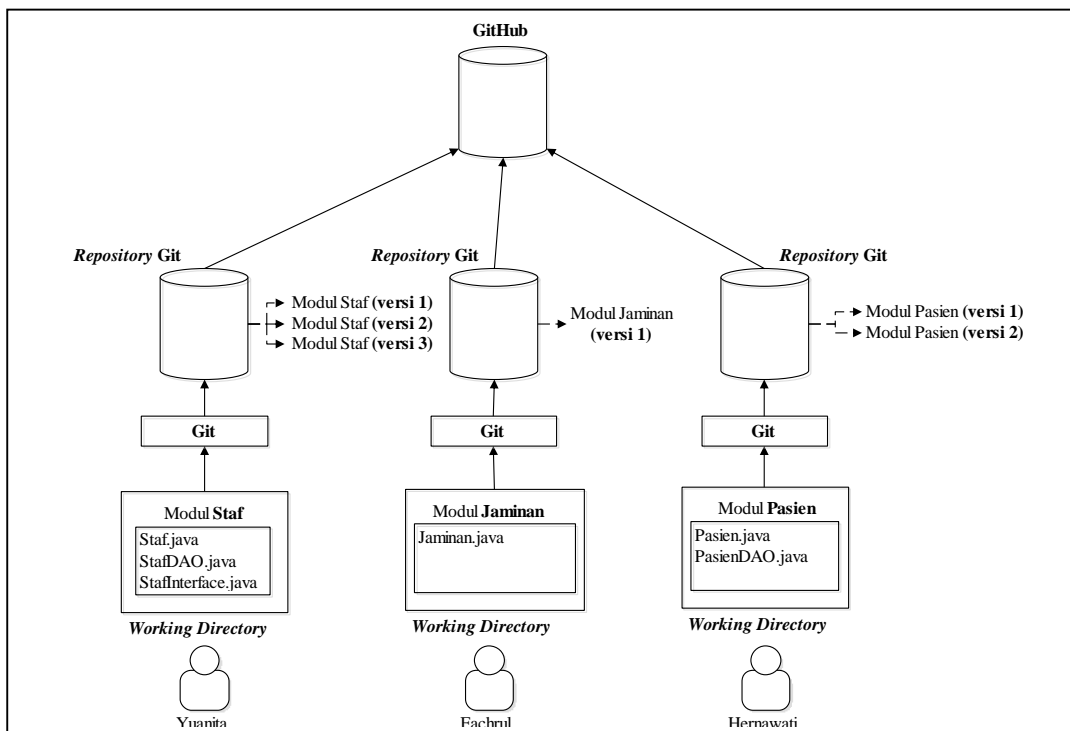 GitHub
Repository Git
Repository Git
Repository Git
Modul Staf (versi 1)
Modul Staf (versi 2)
Modul Staf (versi 3)
Modul Jaminan
(versi 1)
Modul Pasien (versi 1)
Modul Pasien (versi 2)
Git
Git
Git
Modul Staf
Staf.java
StafDAO.java
StafInterface.java
Modul Jaminan
Jaminan.java
Modul Pasien
Pasien.java
PasienDAO.java
Working Directory
Working Directory
Working Directory
Yuanita
Fachrul
Hernawati